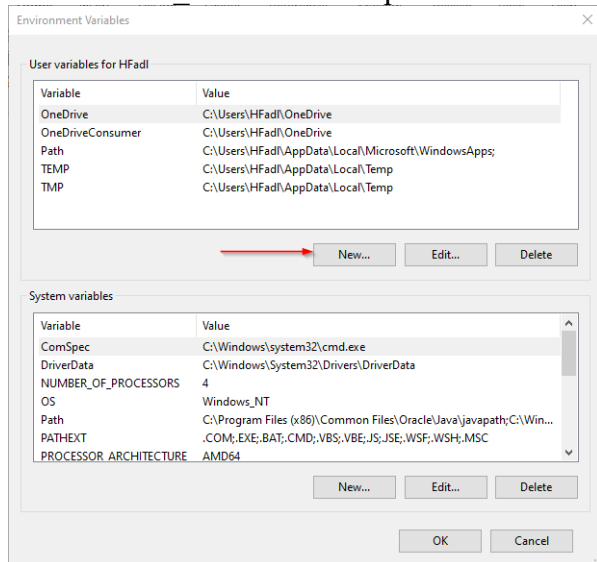 Environment Variables
User variables for HFadl
Variable Value
OneDrive C:\Users\HFadl\OneDrive
OneDriveConsumer C:\Users\HFadl\OneDrive
Path C:\Users\HFadl\AppData\Local\Microsoft\WindowsApps;
TEMP C:\Users\HFadl\AppData\Local\Temp
TMP C:\Users\HFadl\AppData\Local\Temp
New... Edit... Delete
System variables
Variable Value
ComSpec C:\Windows\system32\cmd.exe
DriverData C:\Windows\System32\Drivers\DriverData
NUMBER_OF_PROCESSORS 4
OS Windows_NT
Path C:\Program Files (x86)\Common Files\Oracle\Java\javapath;C:\Win...
PATHEXT .COM;.EXE;.BAT;.CMD;.VBS;.VBE;.JS;.JSE;.WSF;.WSH;.MSC
PROCESSOR_ARCHITECTURE AMD64
New... Edit... Delete
OK Cancel